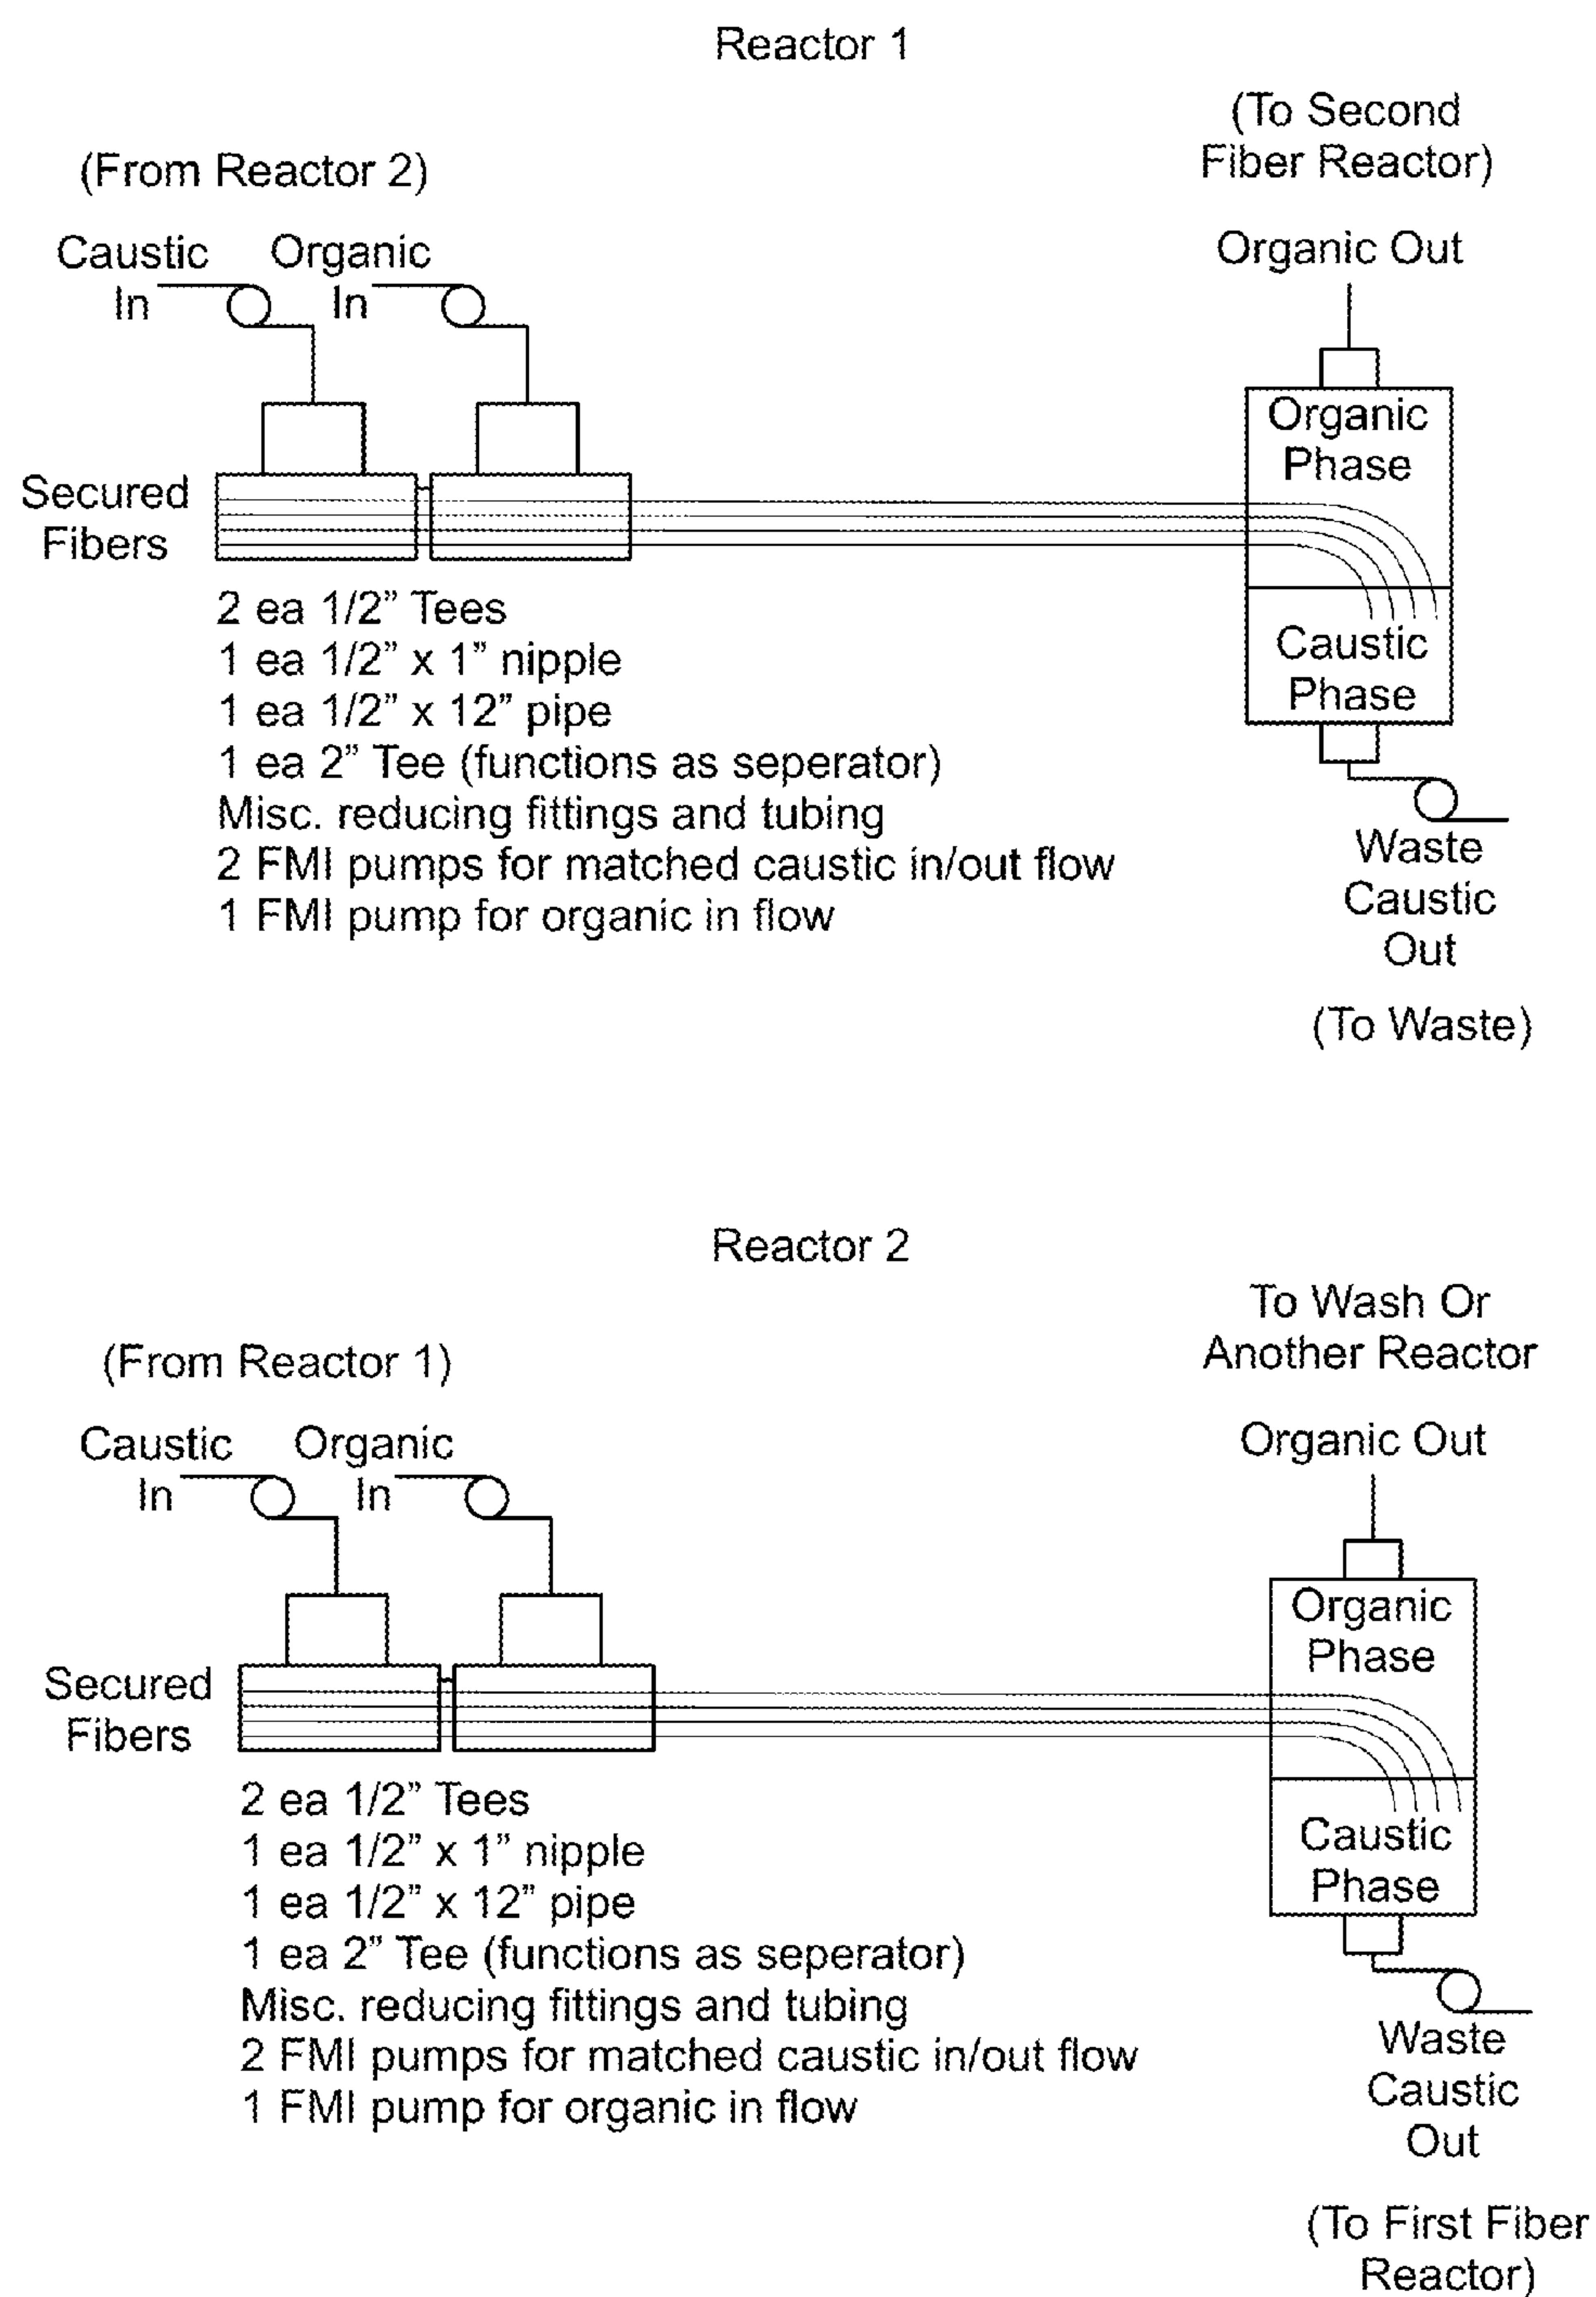 Reactor 1
(To Second
Fiber Reactor)
(From Reactor 2)
Caustic
In
Organic
In
Organic Out
Organic
Phase
Secured
Fibers
Caustic
Phase
2 ea 1/2” Tees
1 ea 1/2” x 1” nipple
1 ea 1/2” x 12” pipe
1 ea 2” Tee (functions as seperator)
Misc. reducing fittings and tubing
2 FMI pumps for matched caustic in/out flow
1 FMI pump for organic in flow
Waste
Caustic
Out
(To Waste)
Reactor 2
To Wash Or
Another Reactor
(From Reactor 1)
Caustic
In
Organic
In
Organic Out
Organic
Phase
Secured
Fibers
Caustic
Phase
2 ea 1/2” Tees
1 ea 1/2” x 1” nipple
1 ea 1/2” x 12” pipe
1 ea 2” Tee (functions as seperator)
Misc. reducing fittings and tubing
2 FMI pumps for matched caustic in/out flow
1 FMI pump for organic in flow
Waste
Caustic
Out
(To First Fiber
Reactor)